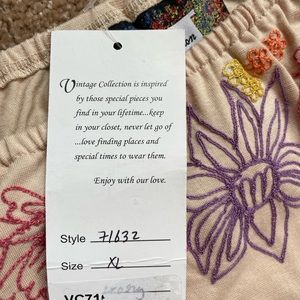 Vintage Collection is inspired
by those special pieces you
find in your lifetime...keep
in your closet, never let go of
...love finding places and
special times to wear them.
Enjoy with our love.
Style 71632
Size XL